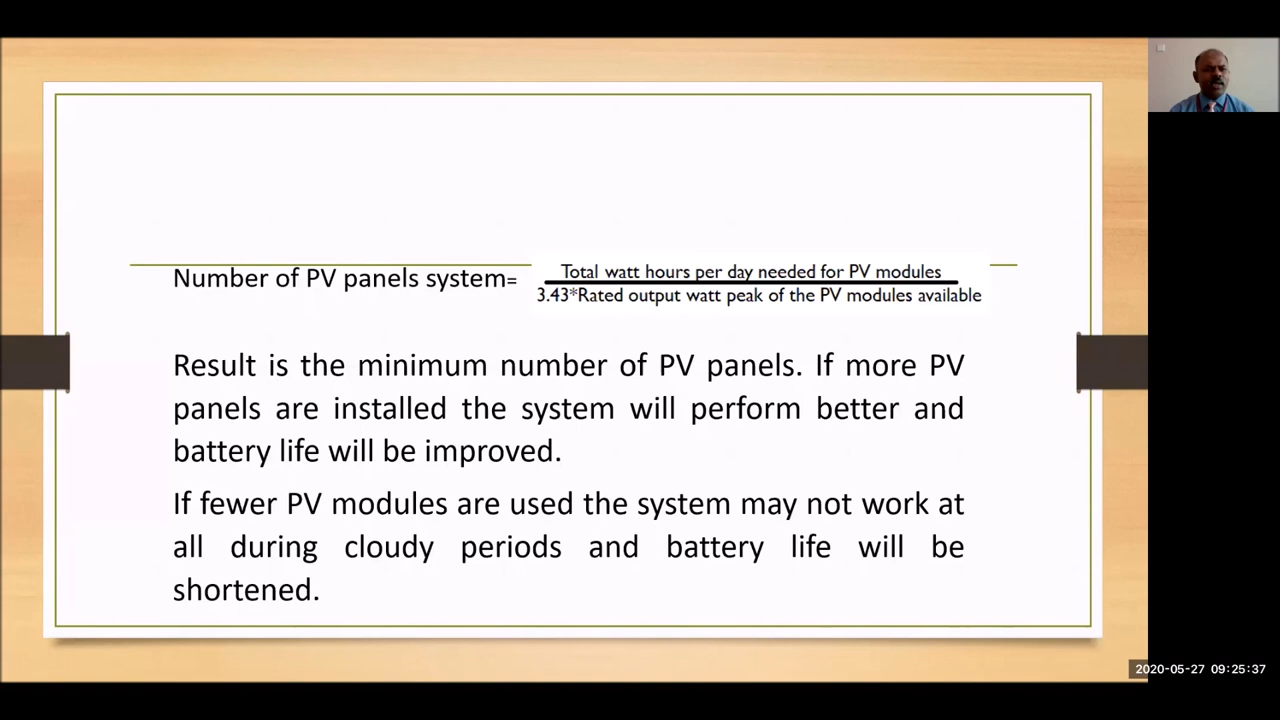 Number of PV panels system=
Total watt hours per day needed for PV modules
3.43*Rated output watt peak of the PV modules available
Result is the minimum number of PV panels. If more PV
panels are installed the system will perform better and
battery life will be improved.
If fewer PV modules are used the system may not work at
all during cloudy periods and battery life will be
shortened.
2020-05-27 09:25:37